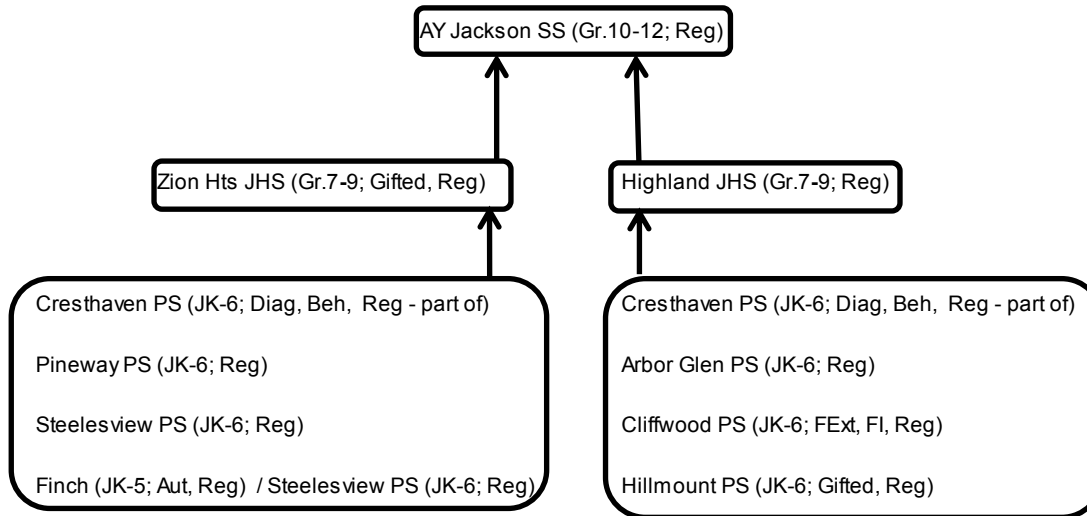 AY Jackson SS (Gr.10-12; Reg)
Zion Hts JHS (Gr.7-9; Gifted, Reg)
Highland JHS (Gr.7-9; Reg)
Cresthaven PS (JK-6; Diag, Beh, Reg - part of)
Pineway PS (JK-6; Reg)
Steelesview PS (JK-6; Reg)
Finch (JK-5; Aut, Reg) / Steelesview PS (JK-6; Reg)
Cresthaven PS (JK-6; Diag, Beh, Reg - part of)
Arbor Glen PS (JK-6; Reg)
Cliffwood PS (JK-6; FExt, FI, Reg)
Hillmount PS (JK-6; Gifted, Reg)